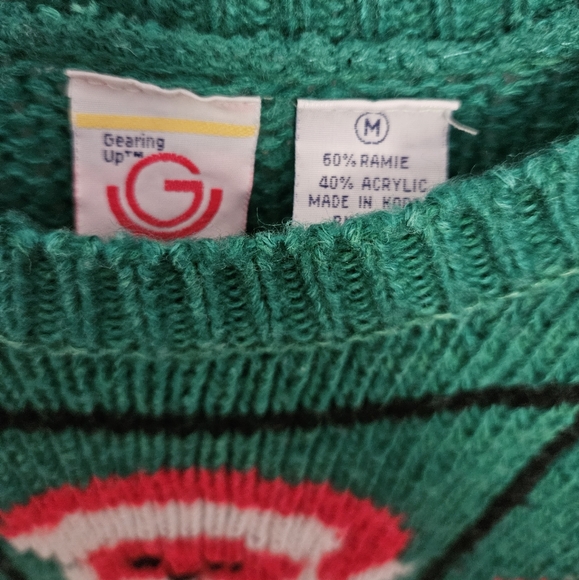 Gearing
Up™
G
M
60% RAMIE
40% ACRYLIC
MADE IN